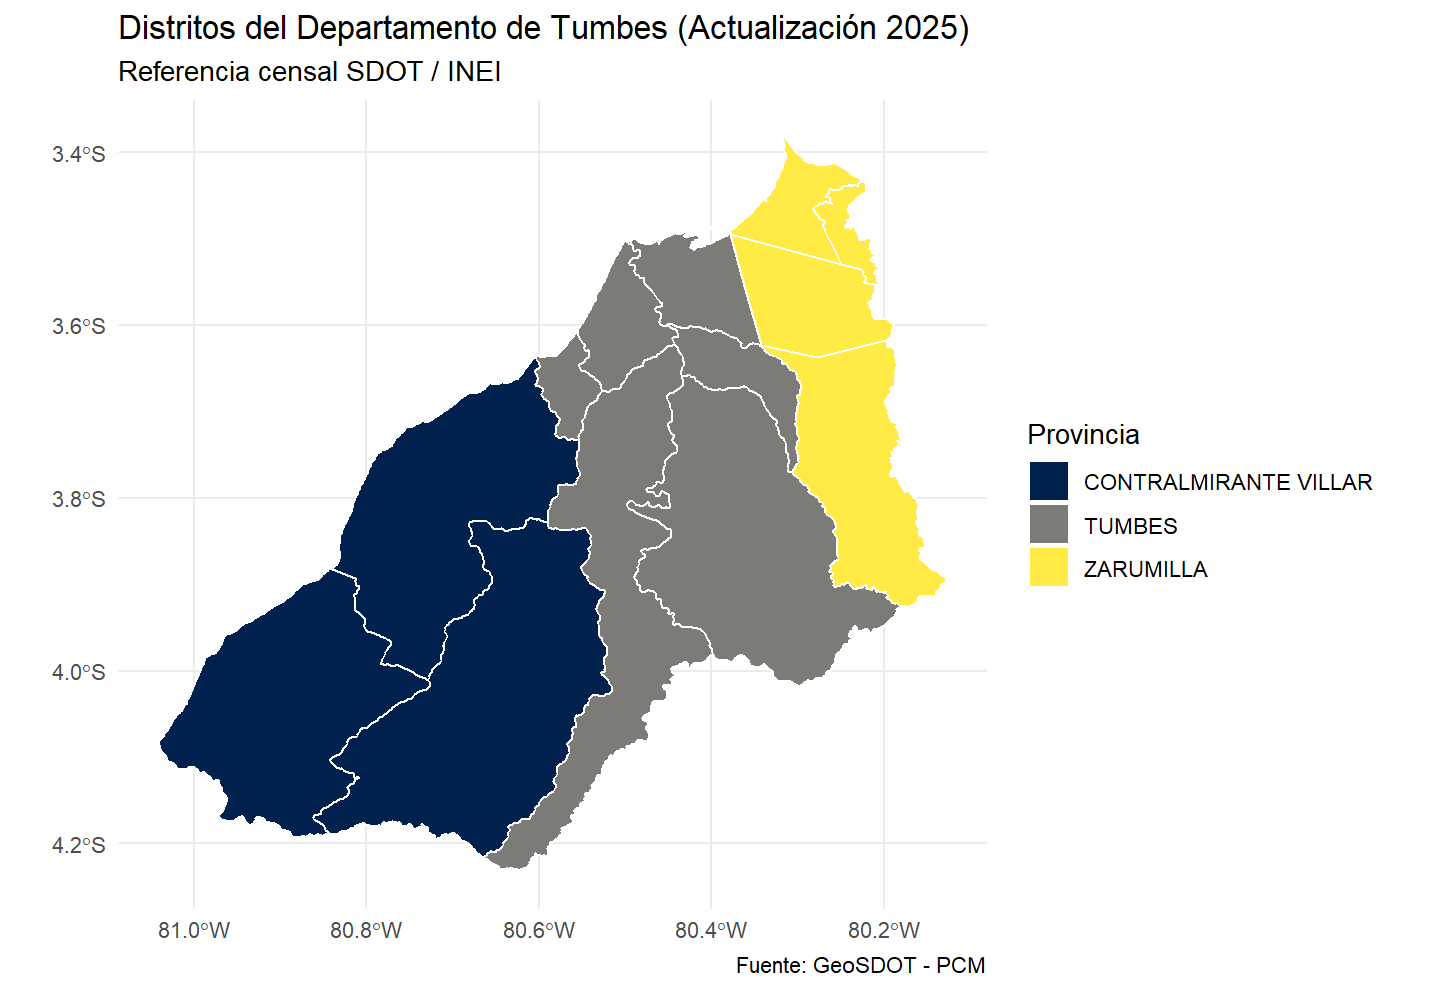 Distritos del Departamento de Tumbes (Actualización 2025)
Referencia censal SDOT / INEI
3.4°S
3.6°S
3.8°S
4.0°S
4.2°S
81.0°W
80.8°W
80.6°W
80.4°W
80.2°W
Provincia
CONTRALMIRANTE VILLAR
TUMBES
ZARUMILLA
Fuente: GeoSDOT - PCM